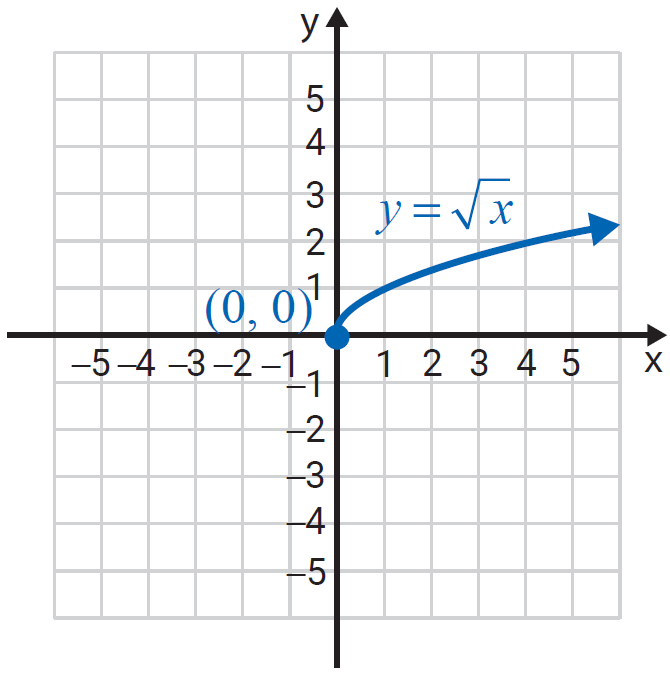 y
5
4
3
y = √x
2
(0, 0) 1
–5 –4 –3 –2 –1 1 2 3 4 5 x
–1
–2
–3
–4
–5